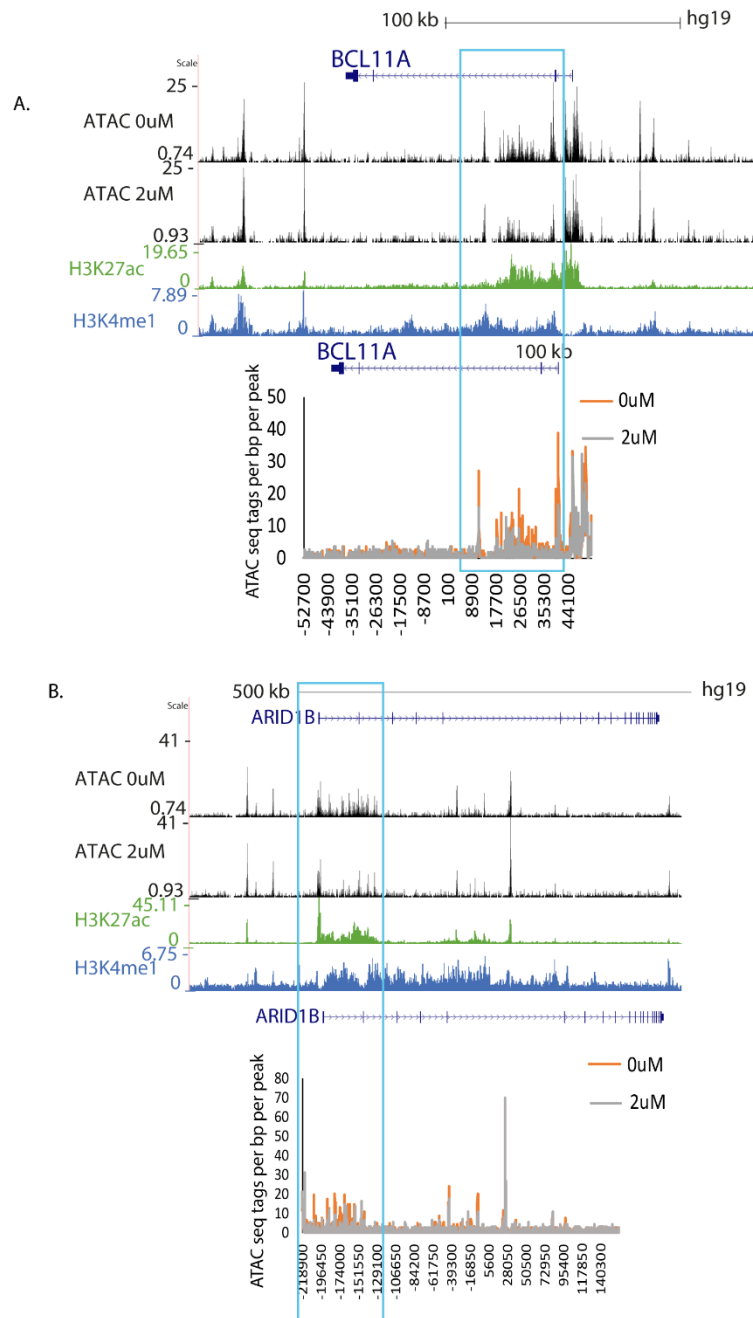 100 kb hg19
BCL11A
Scale
A.
25 -
ATAC 0uM
0.74
25 -
ATAC 2uM
0.93
19.65 -
H3K27ac
0
7.89 -
H3K4me1
0
BCL11A 100 kb
ATAC seq tags per bp per peak
50
40
30
20
10
0
0uM
2uM
-52700
-43900
-35100
-26300
-17500
-8700
100
8900
17700
26500
35300
44100
B.
500 kb hg19
Scale
ARID1B
41 -
ATAC 0uM
0.74
41 -
ATAC 2uM
0.93
45.11 -
H3K27ac
0
6.75 -
H3K4me1
0
ARID1B
ATAC seq tags per bp per peak
80
70
60
50
40
30
20
10
0
0uM
2uM
-218900
-196450
-174000
-151550
-129100
-106650
-84200
-61750
-39300
-16850
5600
28050
50500
72950
95400
117850
140300